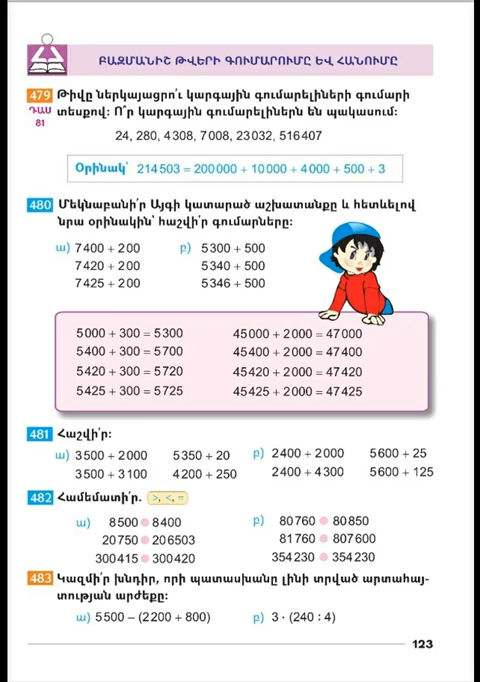 ԲԱԶՄԱՆԻՇ ԹՎԵՐԻ ԳՈՒՄԱՐՈՒՄԸ ԵՎ ՀԱՆՈՒՄԸ
479 Թիվը ներկայացրո՛ւ կարգային գումարելիների գումարի
ԴԱՍ 81
տեսքով: Ո՞ր կարգային գումարելիներն են պակասում:
24, 280, 4308, 7008, 23032, 516407
Օրինակ՝ 214503 = 200000 + 10000 + 4000 + 500 + 3
480 Մեկնաբանի՛ր Այգի կատարած աշխատանքը և հետևելով
նրա օրինակին՝ հաշվի՛ր գումարները:
ա) 7400 + 200 բ) 5300 + 500
7420 + 200 5340 + 500
7425 + 200 5346 + 500
5000 + 300 = 5300 45000 + 2000 = 47000
5400 + 300 = 5700 45400 + 2000 = 47400
5420 + 300 = 5720 45420 + 2000 = 47420
5425 + 300 = 5725 45425 + 2000 = 47425
481 Հաշվի՛ր:
ա) 3500 + 2000 5350 + 20 բ) 2400 + 2000 5600 + 25
3500 + 3100 4200 + 250 2400 + 4300 5600 + 125
482 Համեմատի՛ր. >, <, =
ա) 8500 8400 բ) 80760 80850
20750 206503 81760 807600
300415 300420 354230 354230
483 Կազմի՛ր խնդիր, որի պատասխանը լինի տրված արտահայ-
տության արժեքը:
ա) 5500 – (2200 + 800) բ) 3 · (240 : 4)
123